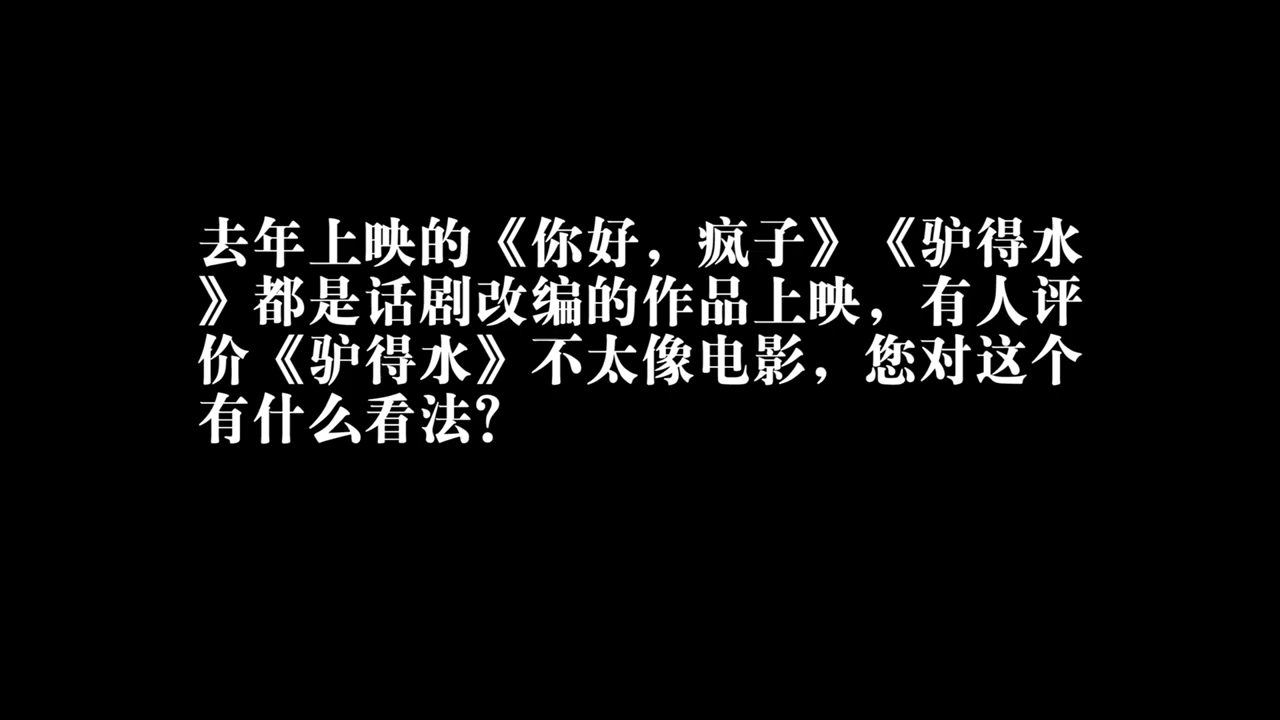 去年上映的《你好，疯子》《驴得水
》都是话剧改编的作品上映，有人评
价《驴得水》不太像电影，您对这个
有什么看法？